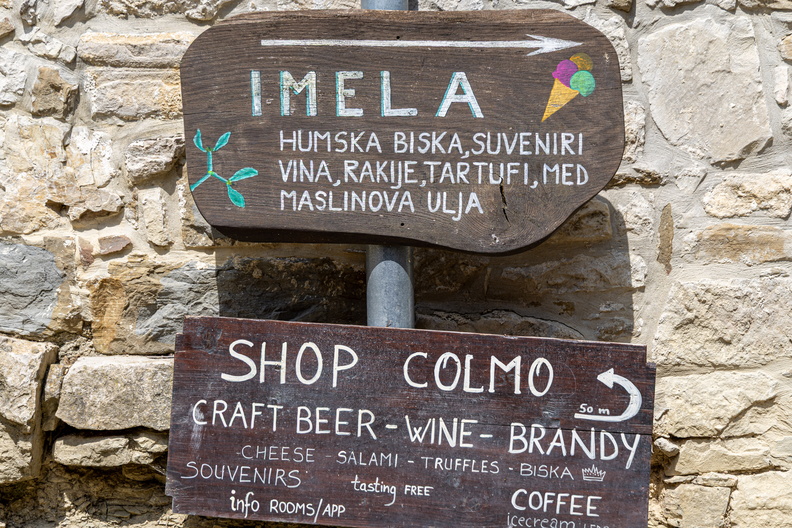 IMELA
HUMSKA BISKA, SUVENIRI
VINA, RAKIJE, TARTUFI, MED
MASLINOVA ULJA
SHOP COLMO
50 m
CRAFT BEER - WINE - BRANDY
CHEESE - SALAMI - TRUFFLES - BISKA
SOUVENIRS
tasting FREE
info ROOMS/APP
COFFEE
icecream